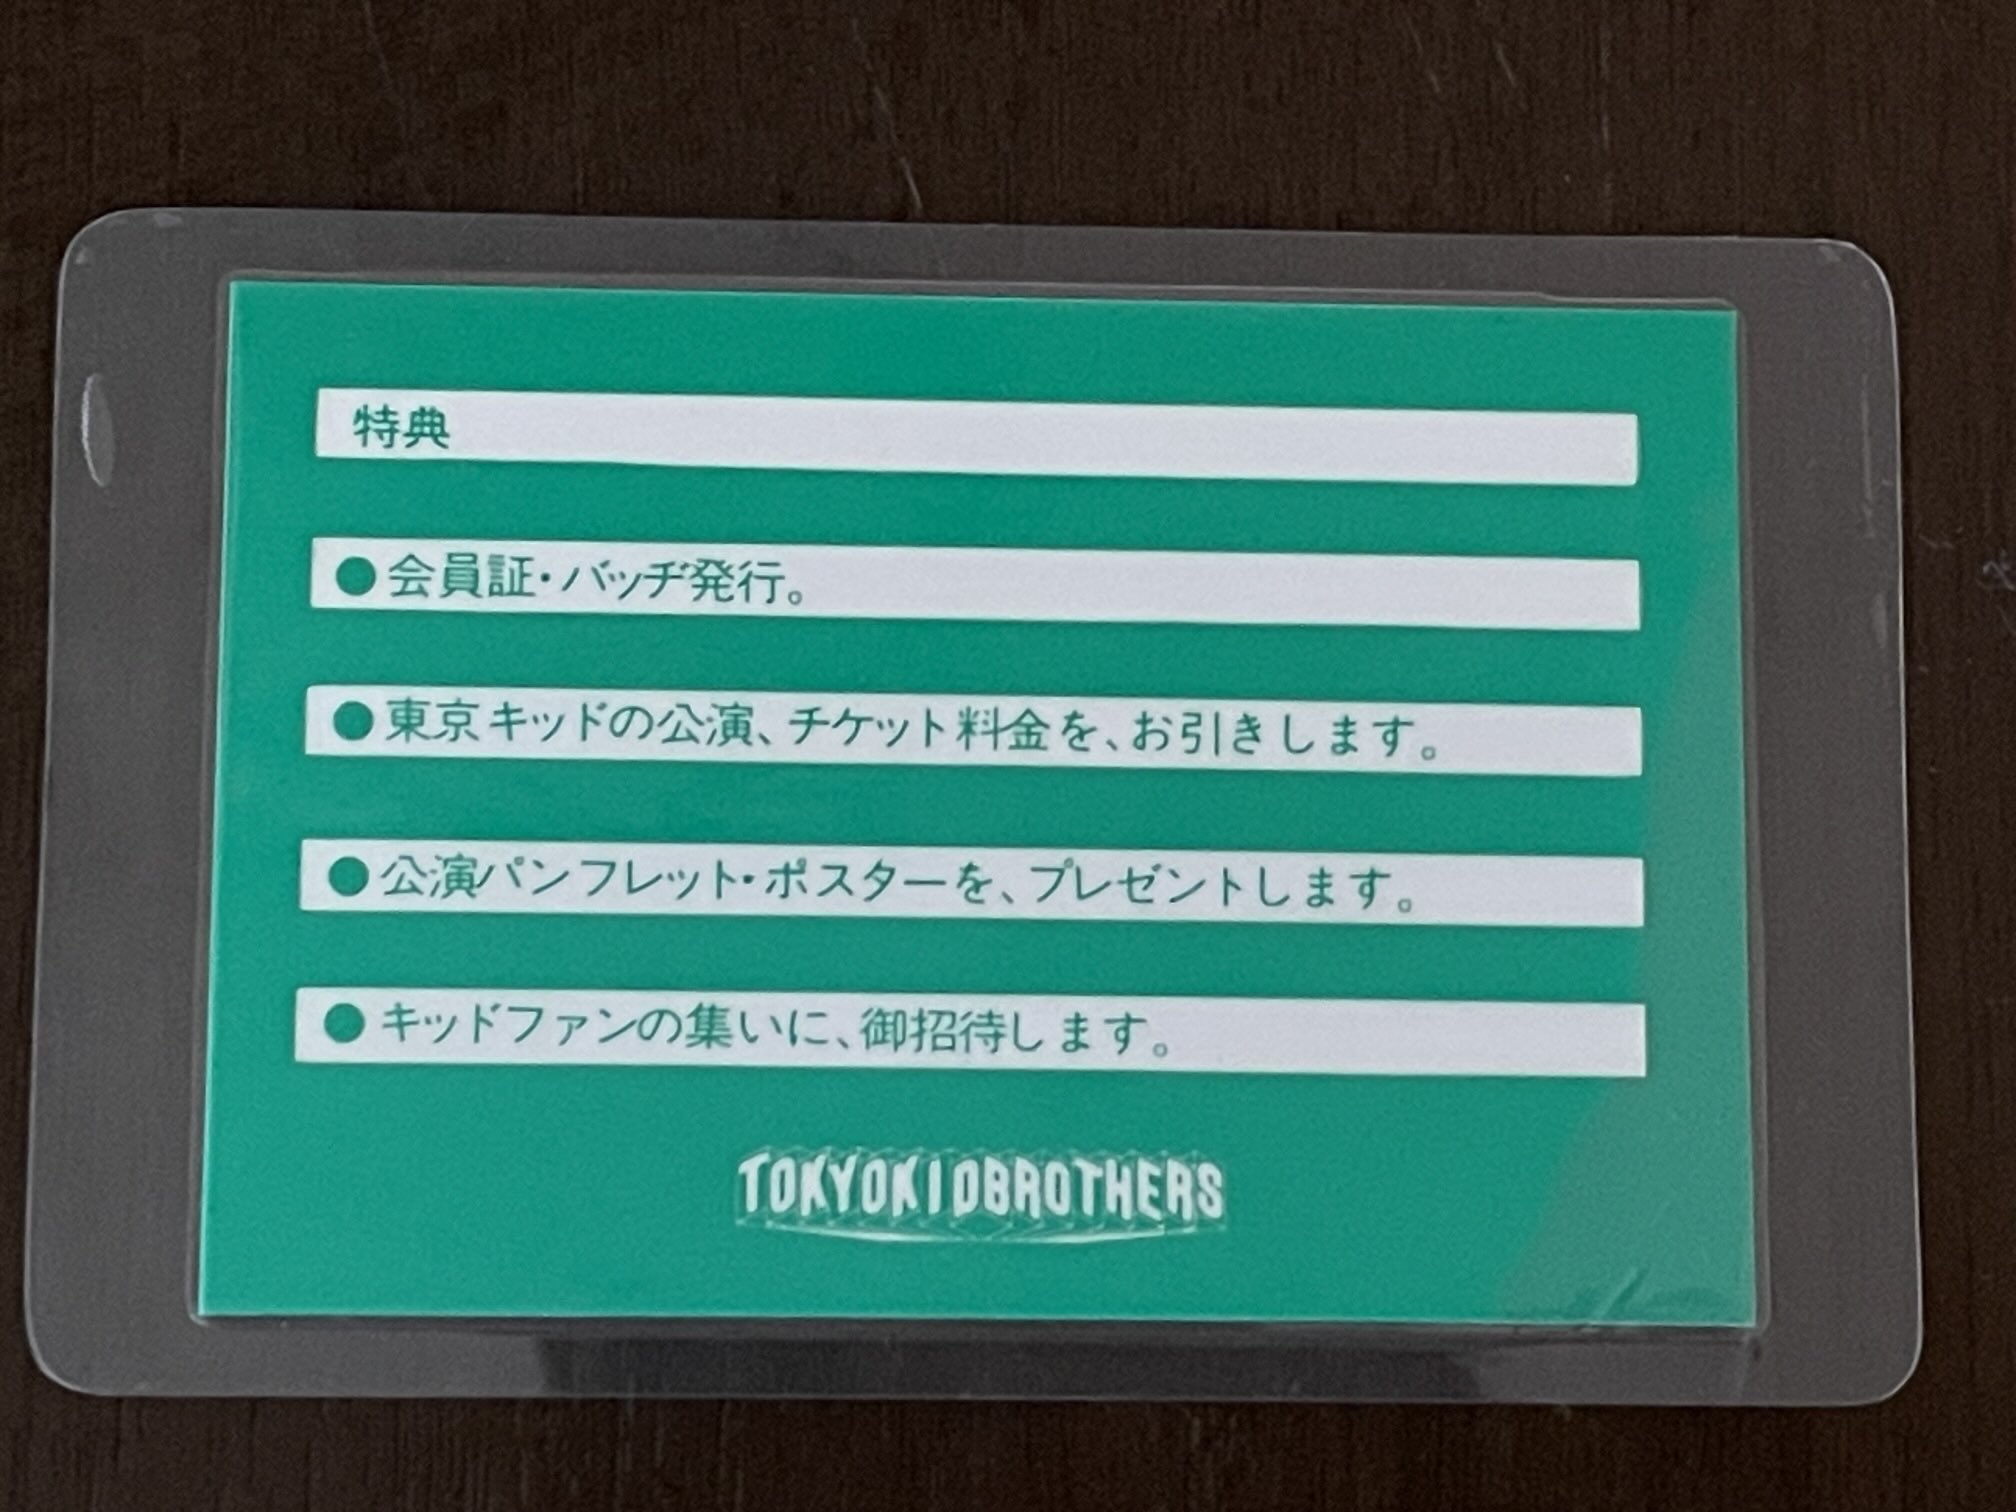 特典
●会員証・バッヂ発行。
●東京キッドの公演、チケット料金を、お引きします。
●公演パンフレット・ポスターを、プレゼントします。
●キッドファンの集いに、御招待します。
TOKYOKIDBROTHERS